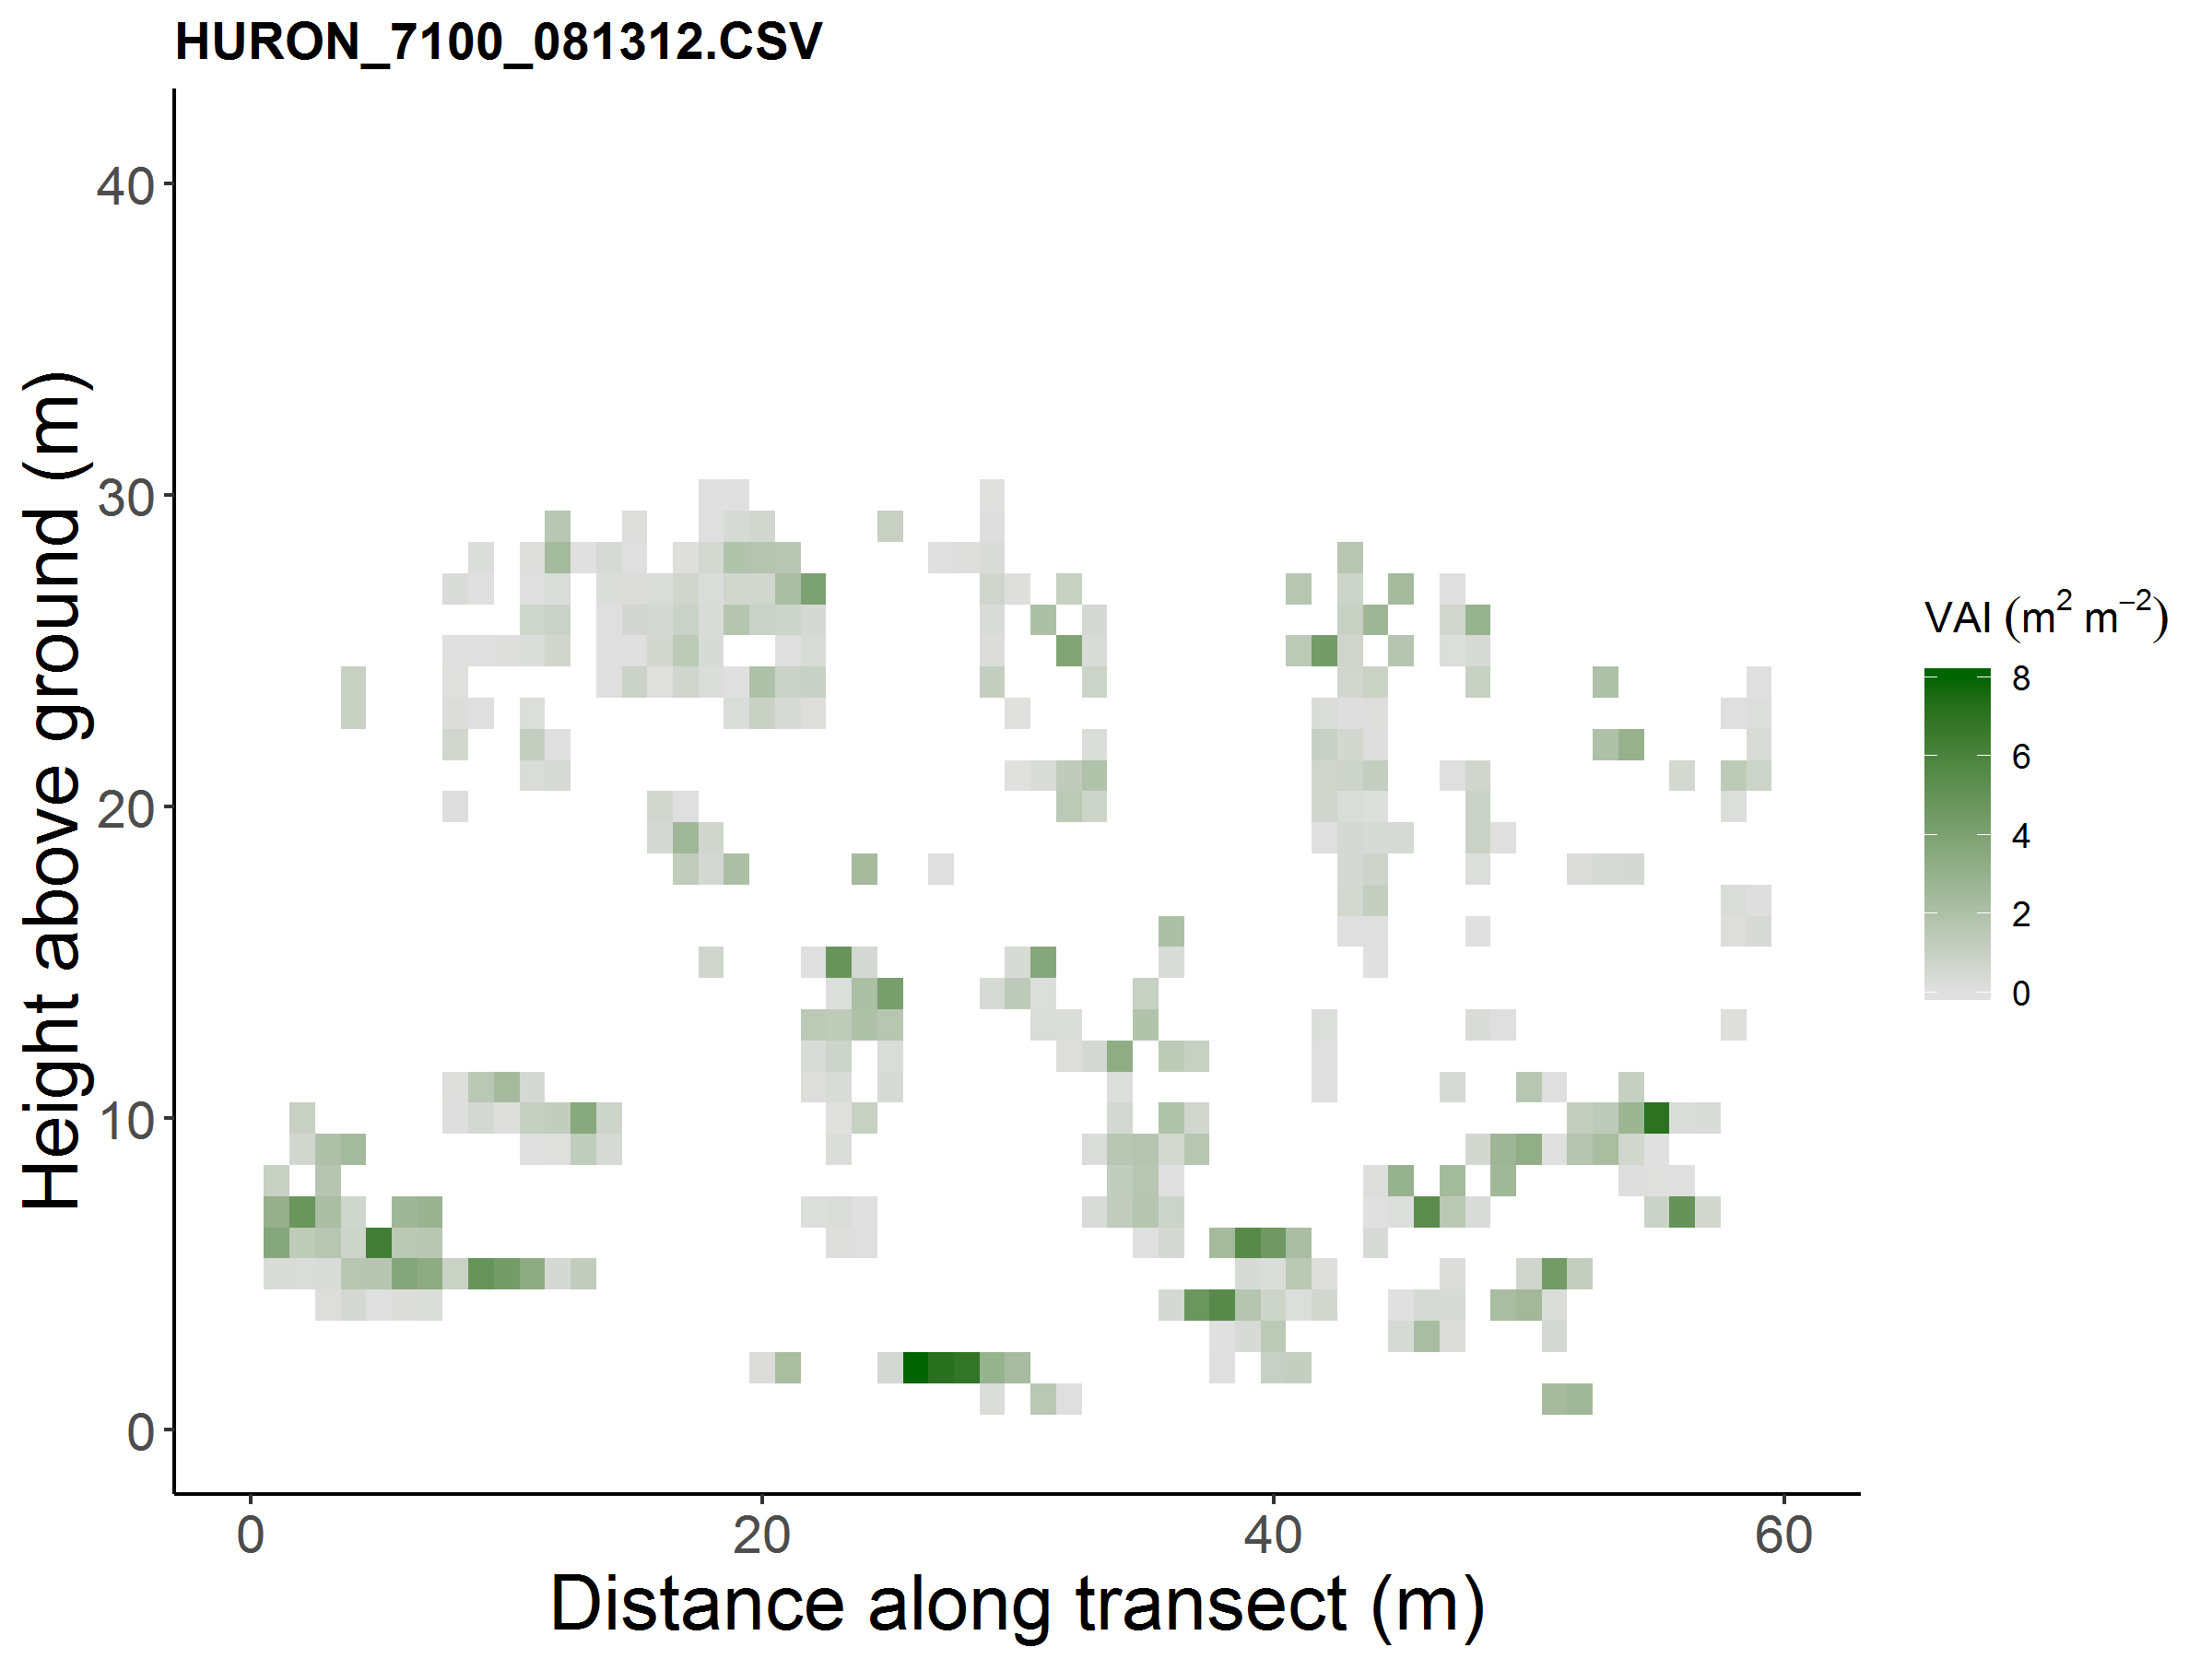 HURON_7100_081312.CSV
Height above ground (m)
40
30
20
10
0
0 20 40 60
Distance along transect (m)
VAI (m² m⁻²)
8
6
4
2
0